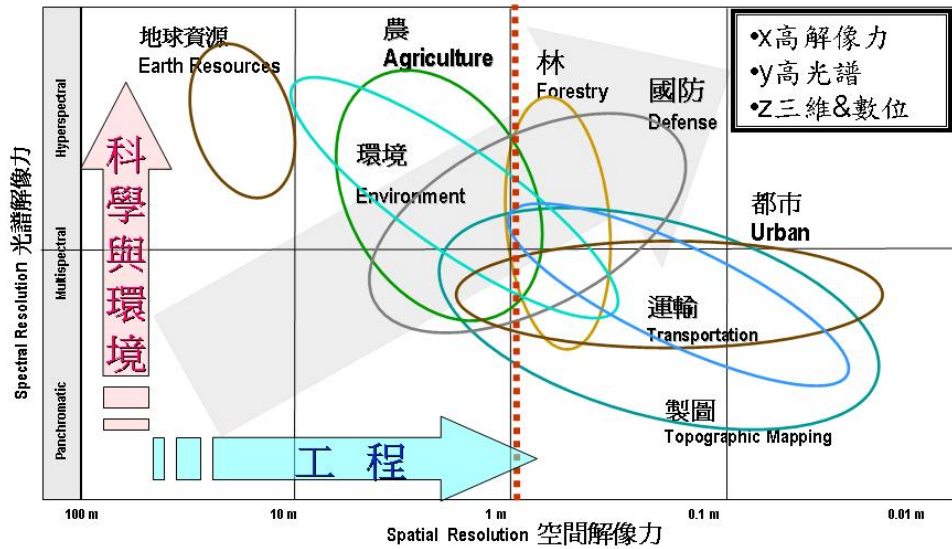 地球資源
Earth Resources
農
Agriculture
林
Forestry
國防
Defense
•x高解像力
•y高光譜
•z三維&數位
環境
Environment
都市
Urban
運輸
Transportation
製圖
Topographic Mapping
科學與環境
工 程
Spectral Resolution 光譜解像力
Hyperspectral
Multispectral
Panchromatic
100 m
10 m
1 m
0.1 m
0.01 m
Spatial Resolution 空間解像力